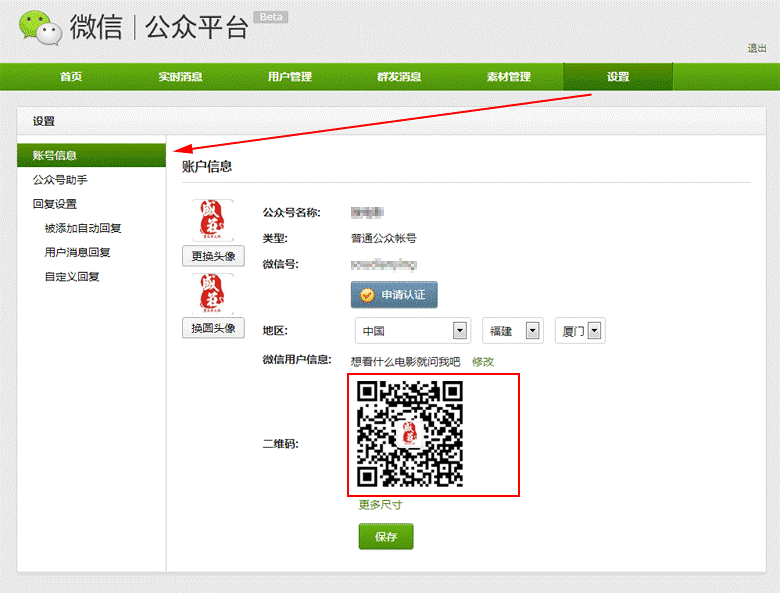 微信 | 公众平台 Beta
退出
首页 实时消息 用户管理 群发消息 素材管理 设置
设置
账号信息
公众号助手
回复设置
被添加自动回复
用户消息回复
自定义回复
账户信息
更换头像
换圆头像
公众号名称:
类型: 普通公众帐号
微信号:
申请认证
地区: 中国 福建 厦门
微信用户信息: 想看什么电影就问我吧 修改
二维码:
更多尺寸
保存